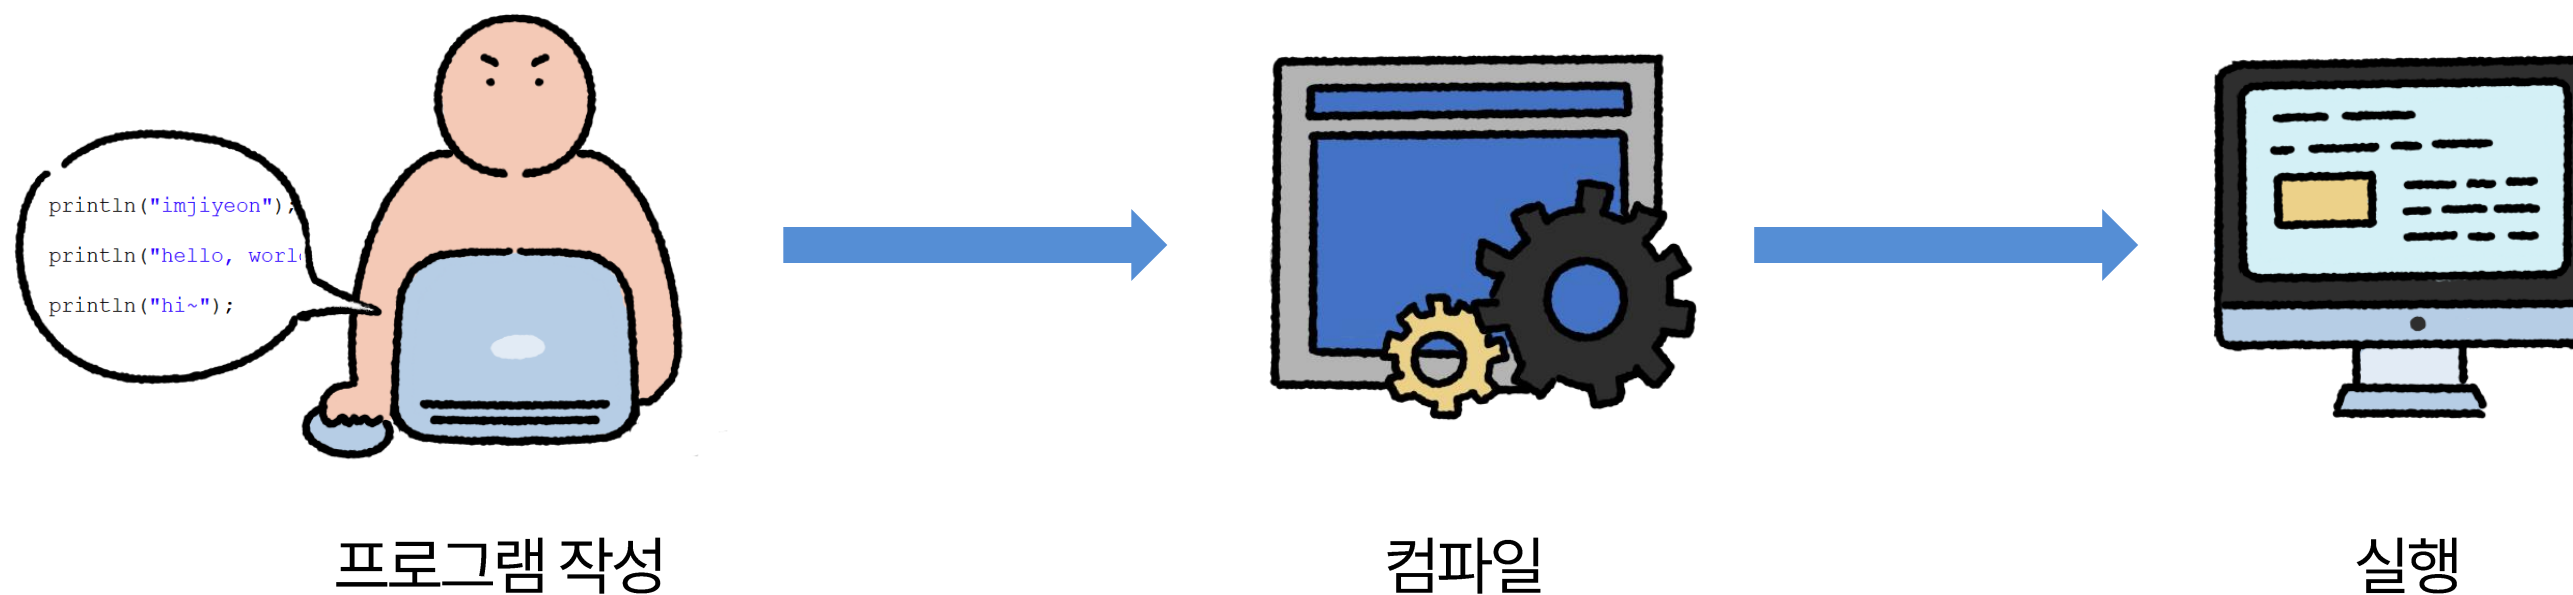 println("imjiyeon");
println("hello, worl
println("hi~");
프로그램 작성
컴파일
실행